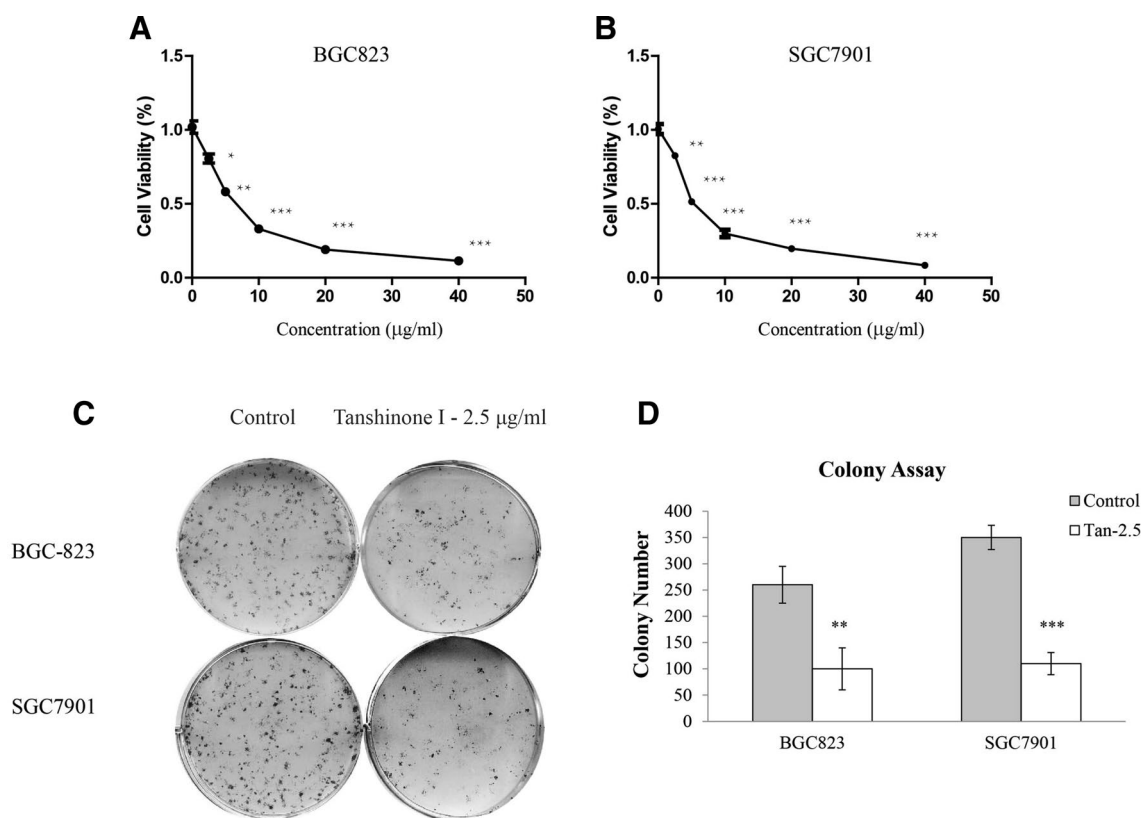 A
BGC823
1.5
1.0
0.5
0.0
Cell Viability (%)
*
**
***
***
***
0 10 20 30 40 50
Concentration (μg/ml)
B
SGC7901
1.5
1.0
0.5
0.0
Cell Viability (%)
**
***
***
***
***
0 10 20 30 40 50
Concentration (μg/ml)
C
Control Tanshinone I - 2.5 μg/ml
BGC-823
SGC7901
D
Colony Assay
Control
Tan-2.5
400
350
300
250
200
150
100
50
0
Colony Number
**
***
BGC823 SGC7901